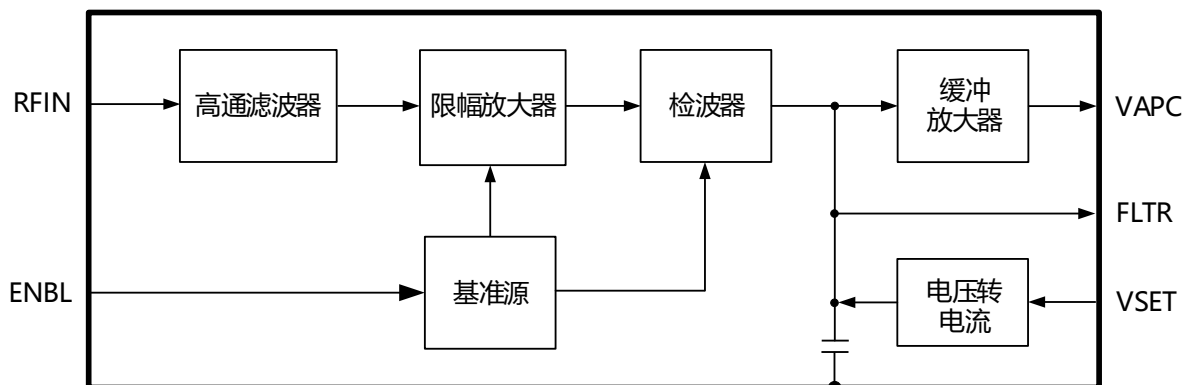 RFIN
高通滤波器
限幅放大器
检波器
缓冲
放大器
VAPC
FLTR
ENBL
基准源
电压转
电流
VSET